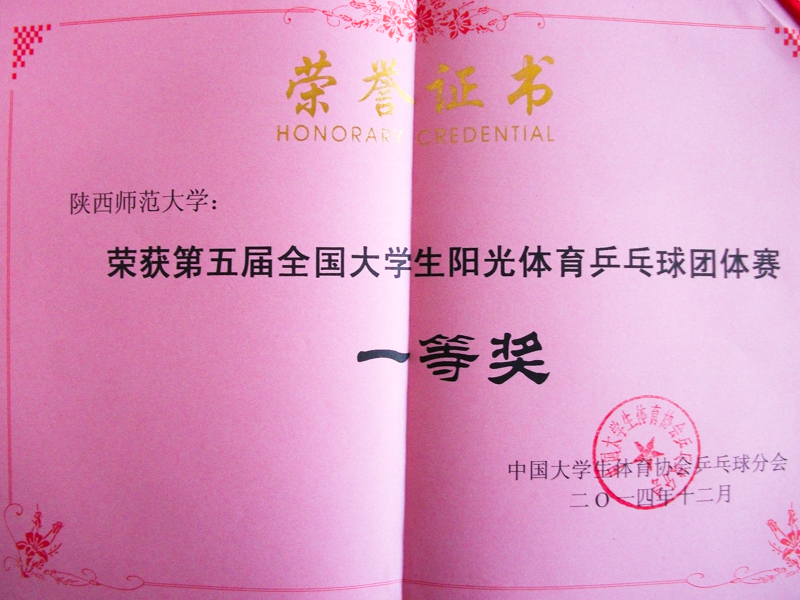 荣誉证书
HONORARY CREDENTIAL
陕西师范大学：
荣获第五届全国大学生阳光体育乒乓球团体赛
一等奖
中国大学生体育协会乒乓球分会
二〇一四年十二月